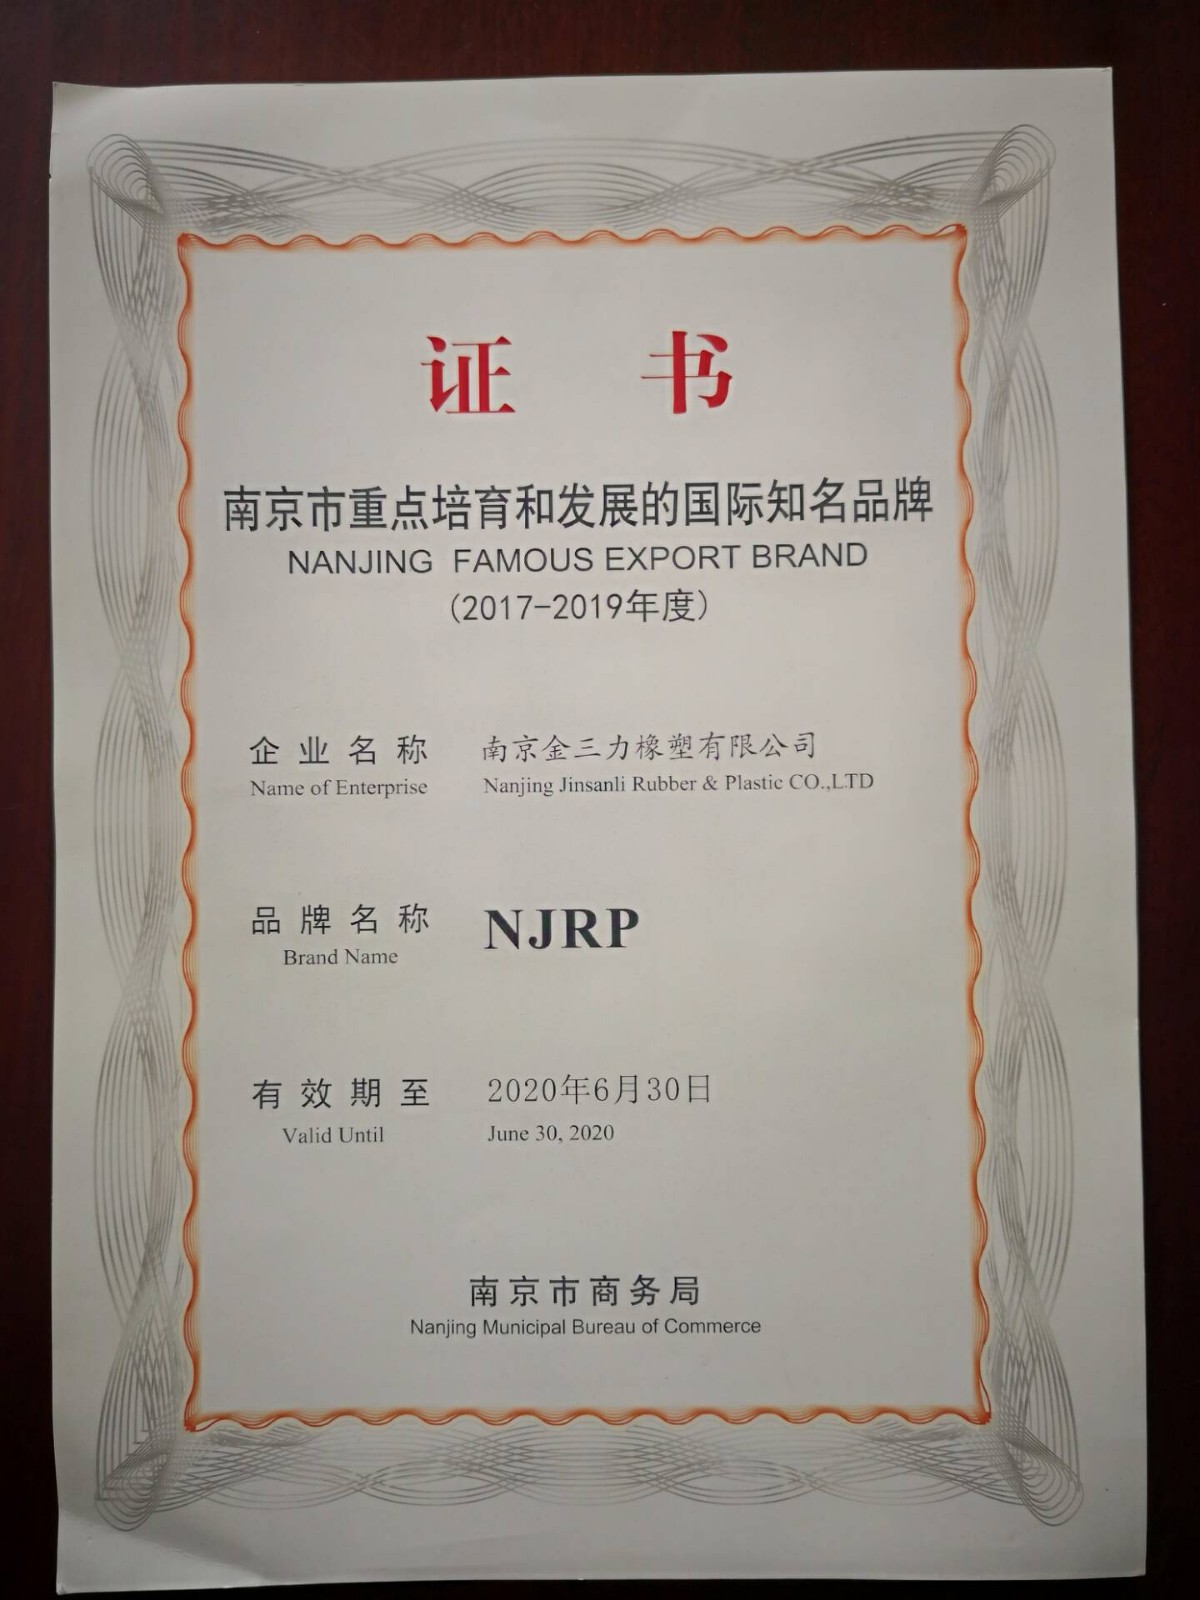 证 书
南京市重点培育和发展的国际知名品牌
NANJING FAMOUS EXPORT BRAND
(2017-2019年度)
企业名称 南京金三力橡塑有限公司
Name of Enterprise Nanjing Jinsanli Rubber & Plastic CO.,LTD
品牌名称 NJRP
Brand Name
有效期至 2020年6月30日
Valid Until June 30, 2020
南京市商务局
Nanjing Municipal Bureau of Commerce